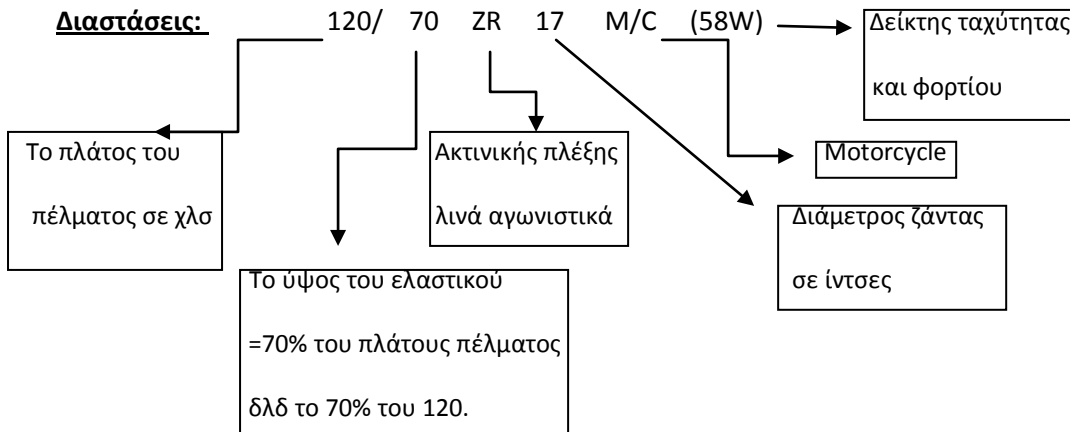 Διαστάσεις: 120/ 70 ZR 17 M/C (58W)
Δείκτης ταχύτητας
και φορτίου
Το πλάτος του
πέλματος σε χλσ
Ακτινικής πλέξης
λινά αγωνιστικά
Motorcycle
Διάμετρος ζάντας
σε ίντσες
Το ύψος του ελαστικού
=70% του πλάτους πέλματος
δλδ το 70% του 120.